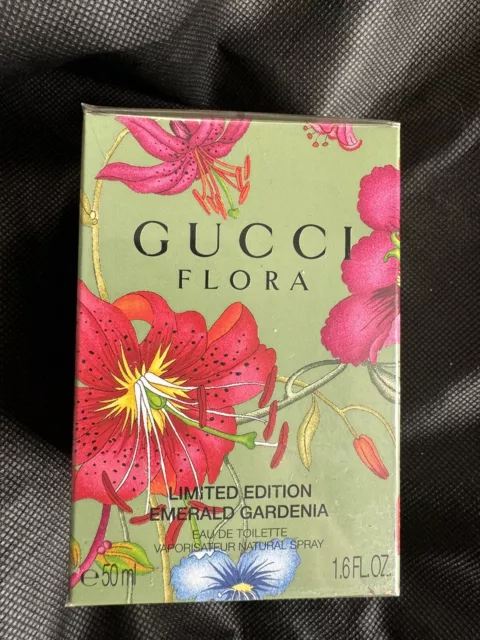 GUCCI
FLORA
LIMITED EDITION
EMERALD GARDENIA
EAU DE TOILETTE
VAPORISATEUR NATURAL SPRAY
℮50 ml 1.6 FL.OZ.